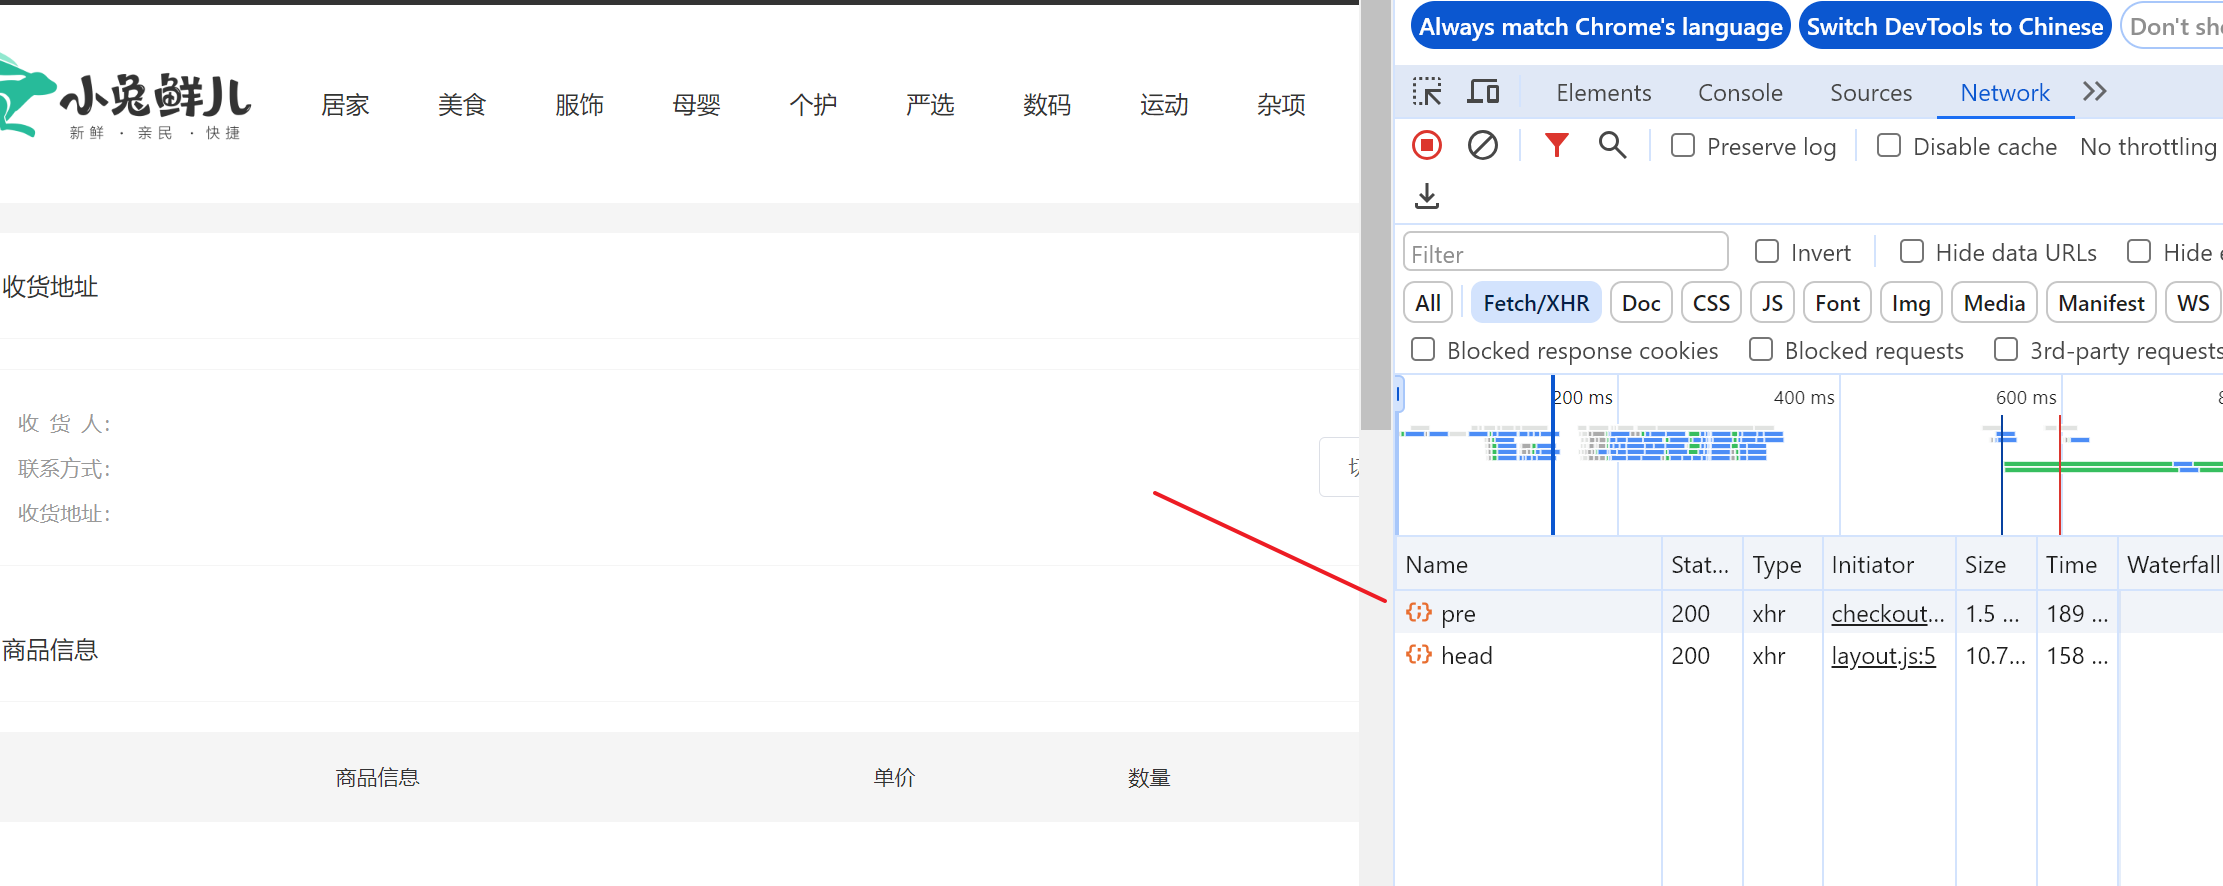 小兔鲜儿
新鲜 · 亲民 · 快捷
居家 美食 服饰 母婴 个护 严选 数码 运动 杂项
收货地址
收 货 人：
联系方式：
收货地址：
商品信息
商品信息 单价 数量
Always match Chrome's language Switch DevTools to Chinese Don't sh
Elements Console Sources Network
Preserve log Disable cache No throttling
Filter Invert Hide data URLs Hide
All Fetch/XHR Doc CSS JS Font Img Media Manifest WS
Blocked response cookies Blocked requests 3rd-party requests
200 ms 400 ms 600 ms 8
Name Stat... Type Initiator Size Time Waterfall
pre 200 xhr checkout... 1.5 ... 189 ...
head 200 xhr layout.js:5 10.7... 158 ...